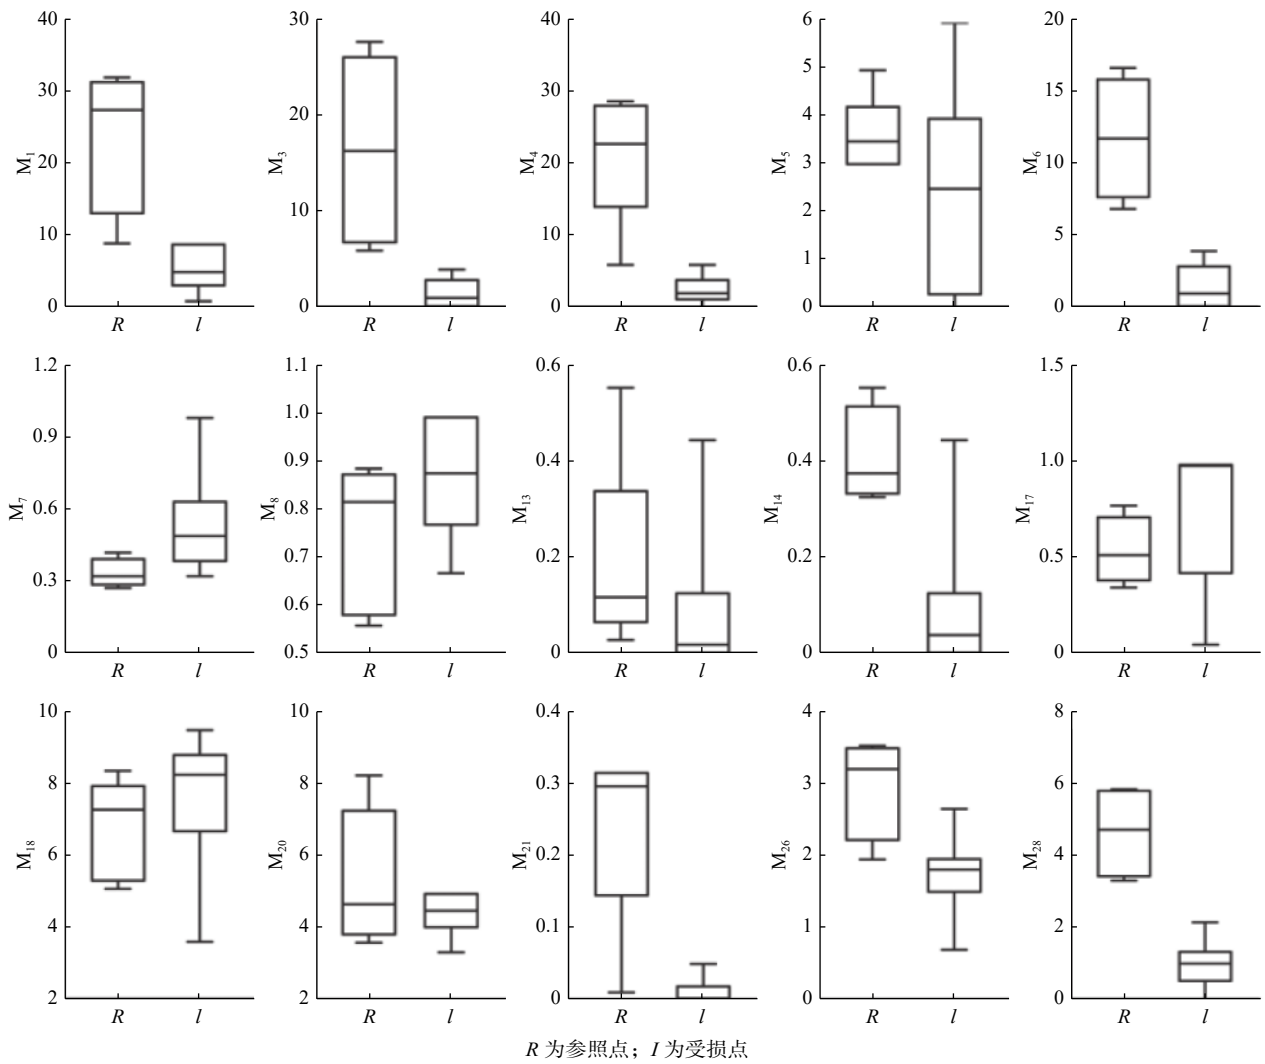 40 30 20 10 0 M1 R l
30 20 10 0 M3 R l
40 30 20 10 0 M4 R l
6 5 4 3 2 1 0 M5 R l
20 15 10 5 0 M6 R l
1.2 0.9 0.6 0.3 0 M7 R l
1.1 1.0 0.9 0.8 0.7 0.6 0.5 M8 R l
0.6 0.4 0.2 0 M13 R l
0.6 0.4 0.2 0 M14 R l
1.5 1.0 0.5 0 M17 R l
10 8 6 4 2 M18 R l
10 8 6 4 2 M20 R l
0.4 0.3 0.2 0.1 0 M21 R l
4 3 2 1 0 M26 R l
8 6 4 2 0 M28 R l
R 为参照点；I 为受损点